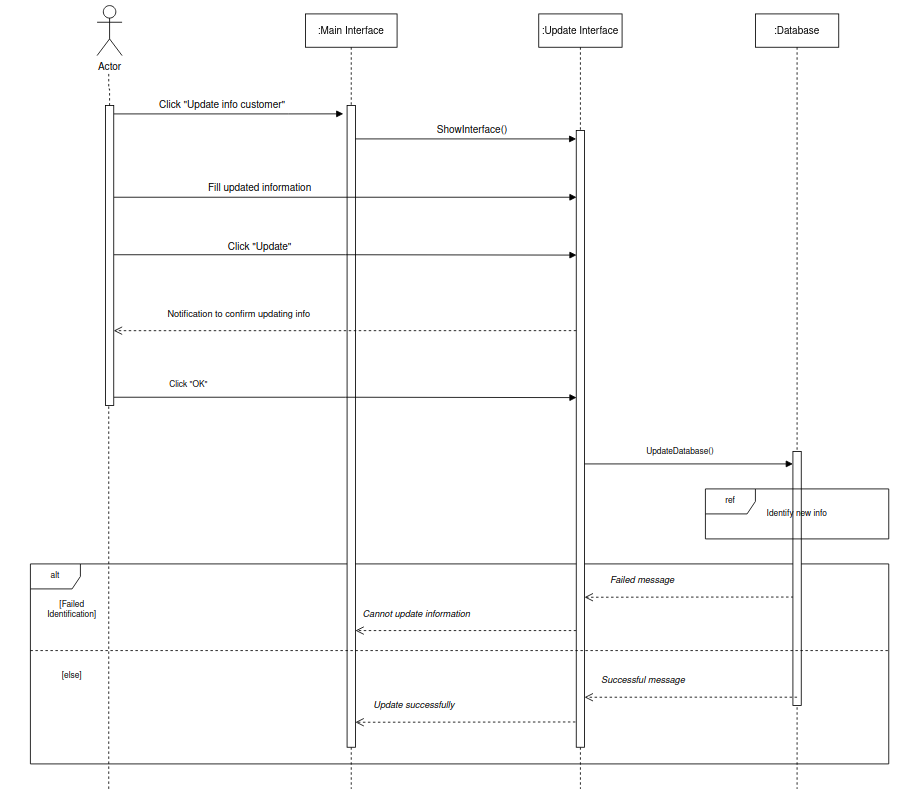 :Main Interface
:Update Interface
:Database
Actor
Click "Update info customer"
ShowInterface()
Fill updated information
Click "Update"
Notification to confirm updating info
Click "OK"
UpdateDatabase()
ref
Identify new info
alt
Failed message
[Failed
Identification]
Cannot update information
[else]
Successful message
Update successfully